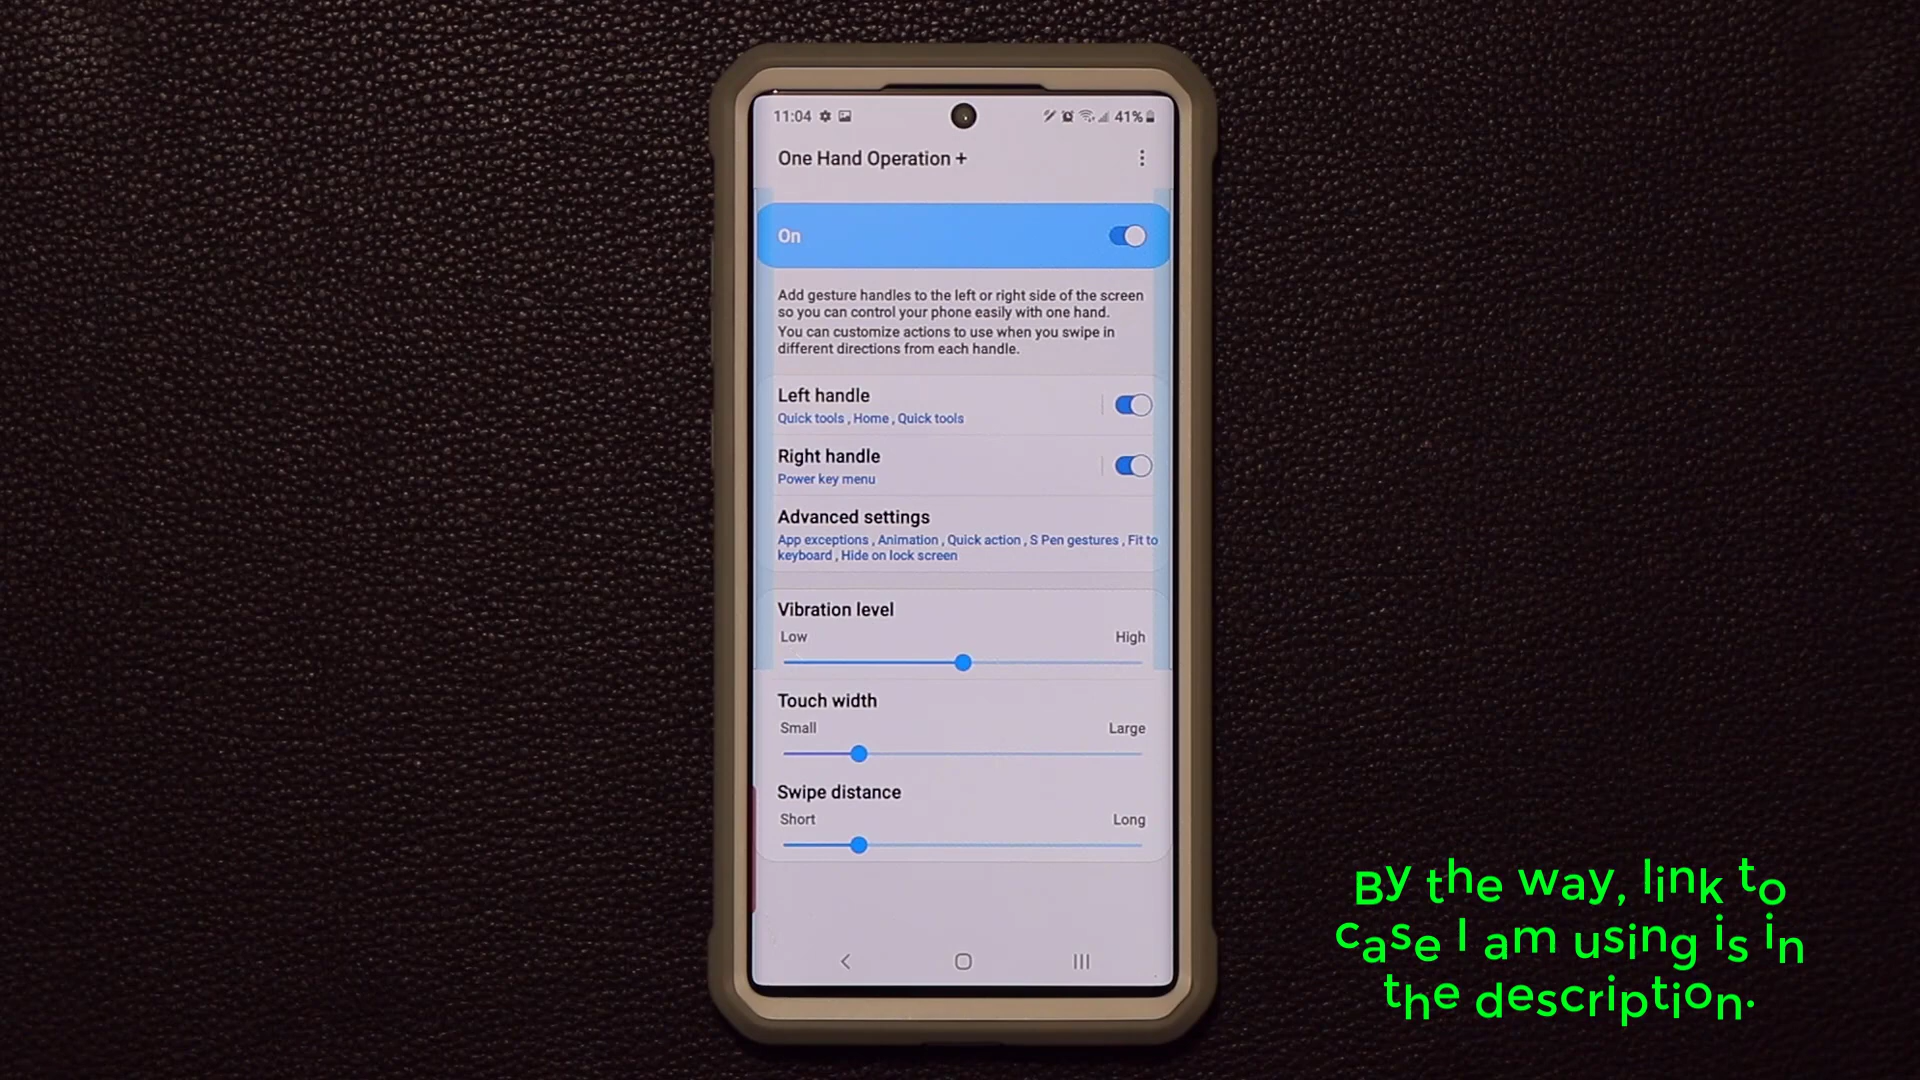 11:04 41%
One Hand Operation +
On
Add gesture handles to the left or right side of the screen
so you can control your phone easily with one hand.
You can customize actions to use when you swipe in
different directions from each handle.
Left handle
Quick tools , Home , Quick tools
Right handle
Power key menu
Advanced settings
App exceptions , Animation , Quick action , S Pen gestures , Fit to
keyboard , Hide on lock screen
Vibration level
Low High
Touch width
Small Large
Swipe distance
Short Long
By the way, link to
case I am using is in
the description.